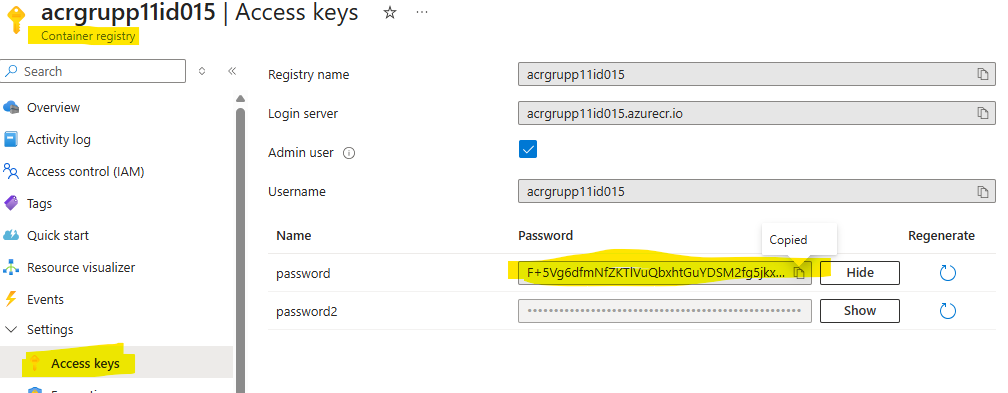 acrgrupp11id015 | Access keys
Container registry
Search
Overview
Activity log
Access control (IAM)
Tags
Quick start
Resource visualizer
Events
Settings
Access keys
Registry name
acrgrupp11id015
Login server
acrgrupp11id015.azurecr.io
Admin user
Username
acrgrupp11id015
Name Password Regenerate
Copied
password F+5Vg6dfmNfZKTlVuQbxhtGuYDSM2fg5jkx... Hide
password2 Show